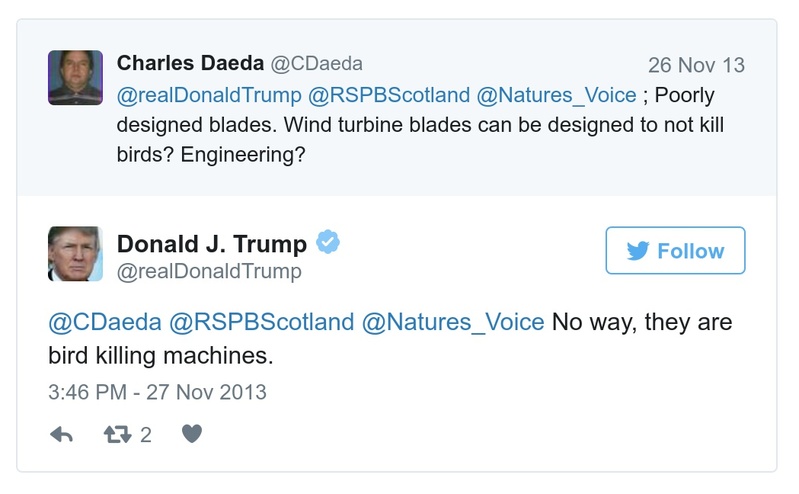 Charles Daeda @CDaeda 26 Nov 13
@realDonaldTrump @RSPBScotland @Natures_Voice ; Poorly
designed blades. Wind turbine blades can be designed to not kill
birds? Engineering?
Donald J. Trump
@realDonaldTrump
Follow
@CDaeda @RSPBScotland @Natures_Voice No way, they are
bird killing machines.
3:46 PM - 27 Nov 2013
2